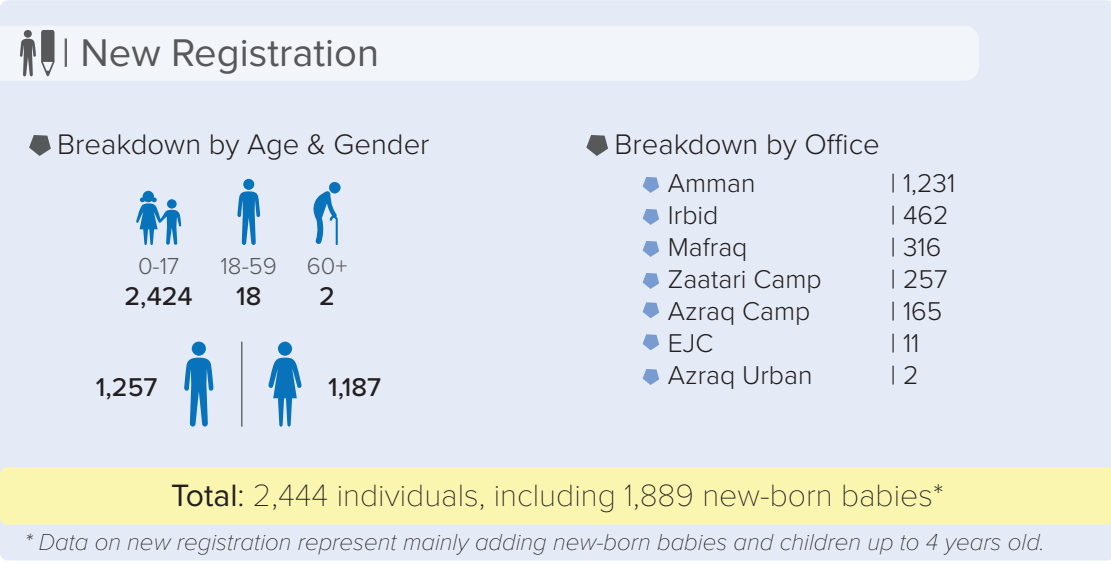 New Registration
Breakdown by Age & Gender
0-17 18-59 60+
2,424 18 2
1,257 1,187
Breakdown by Office
Amman | 1,231
Irbid | 462
Mafraq | 316
Zaatari Camp | 257
Azraq Camp | 165
EJC | 11
Azraq Urban | 2
Total: 2,444 individuals, including 1,889 new-born babies*
* Data on new registration represent mainly adding new-born babies and children up to 4 years old.